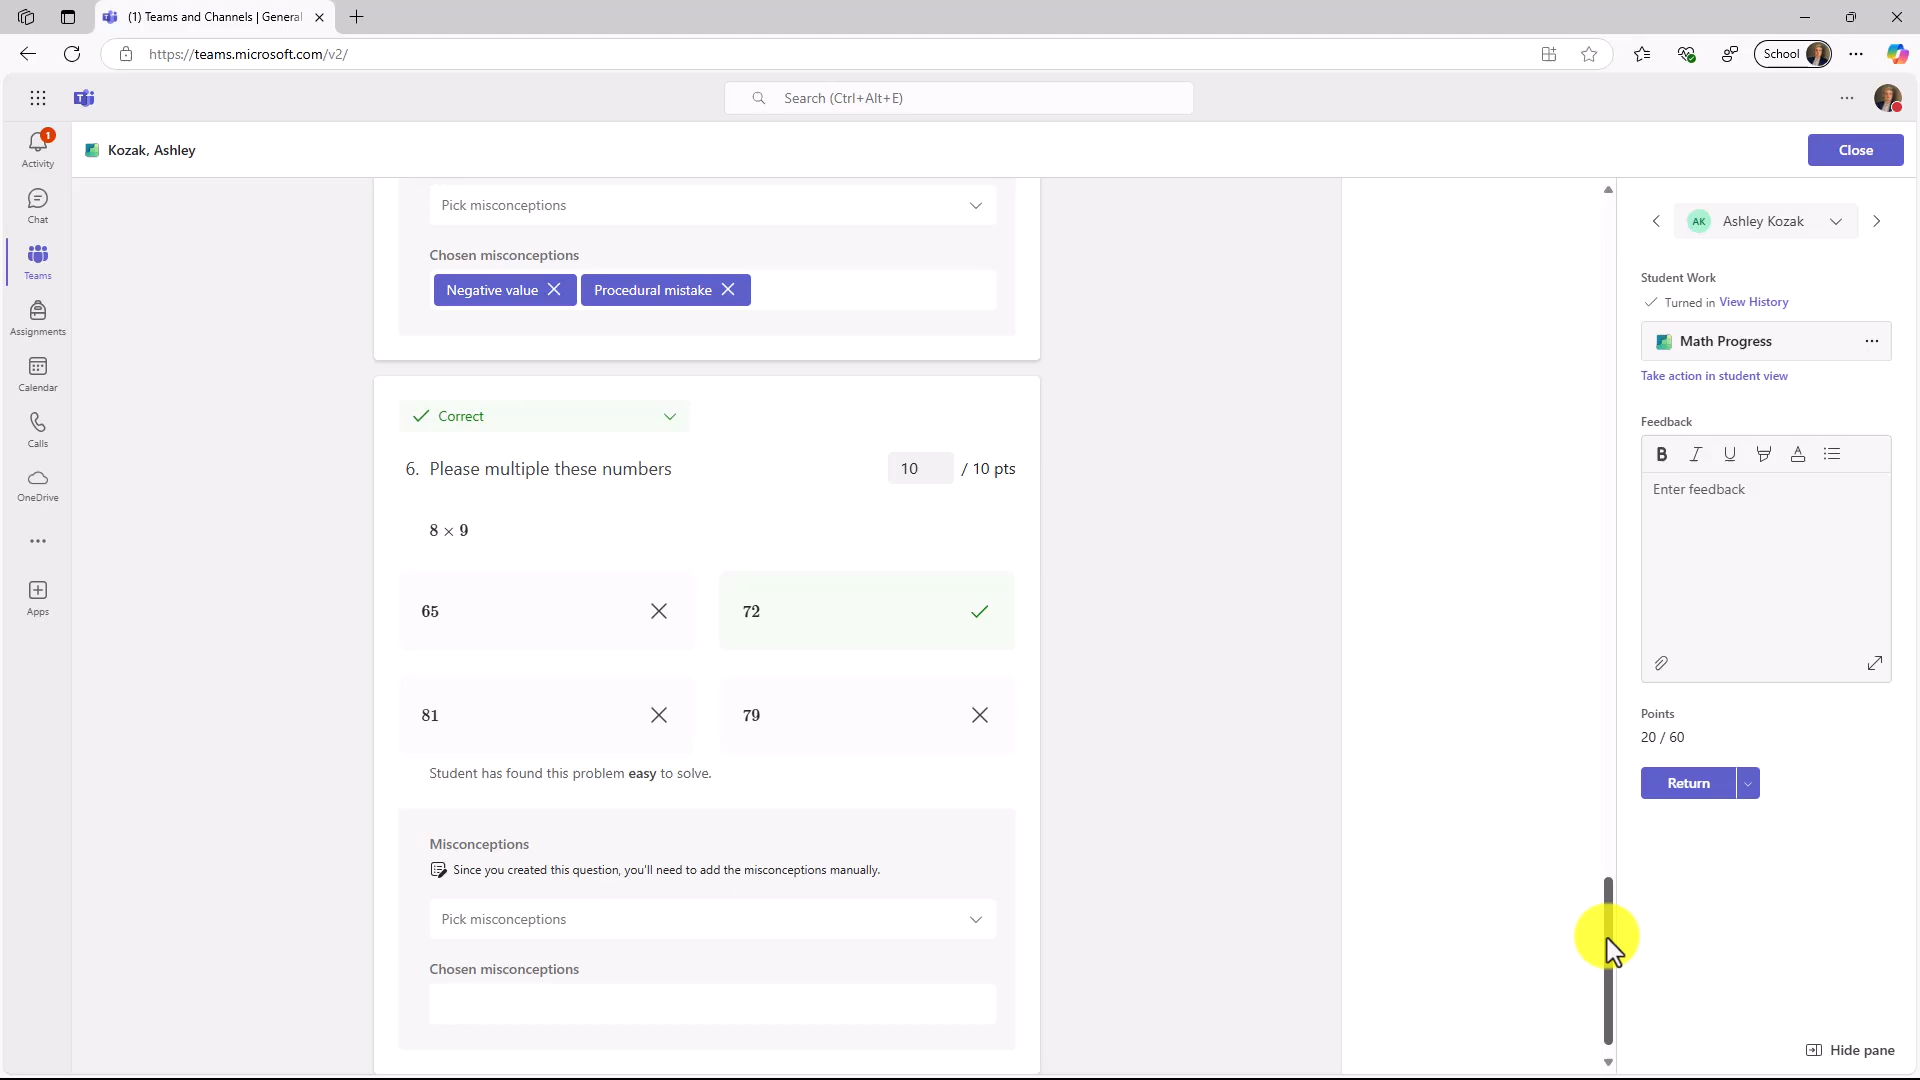 (1) Teams and Channels | General
https://teams.microsoft.com/v2/
School
Search (Ctrl+Alt+E)
1
Activity
Chat
Teams
Assignments
Calendar
Calls
OneDrive
Apps
Kozak, Ashley
Close
Pick misconceptions
Chosen misconceptions
Negative value
Procedural mistake
Correct
6. Please multiple these numbers
10 / 10 pts
8 × 9
65
72
81
79
Student has found this problem easy to solve.
Misconceptions
Since you created this question, you'll need to add the misconceptions manually.
Pick misconceptions
Chosen misconceptions
AK Ashley Kozak
Student Work
Turned in View History
Math Progress
Take action in student view
Feedback
B I U A
Enter feedback
Points
20 / 60
Return
Hide pane